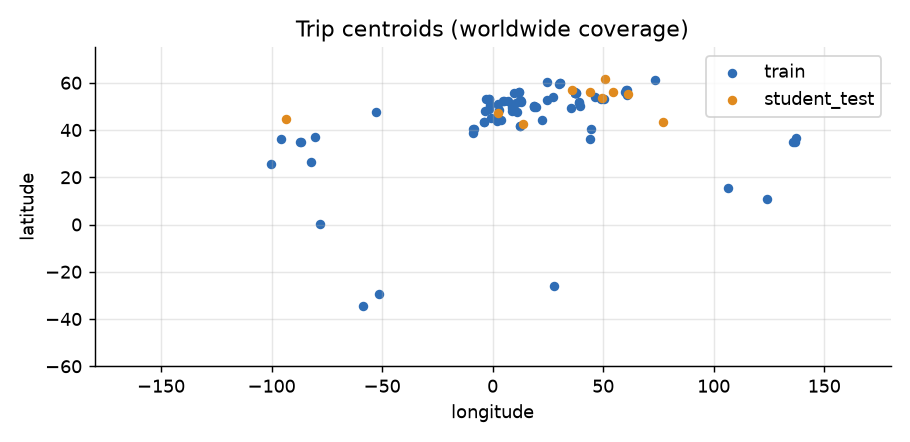 Trip centroids (worldwide coverage)
train
student_test
60
40
20
0
−20
−40
−60
latitude
−150
−100
−50
0
50
100
150
longitude